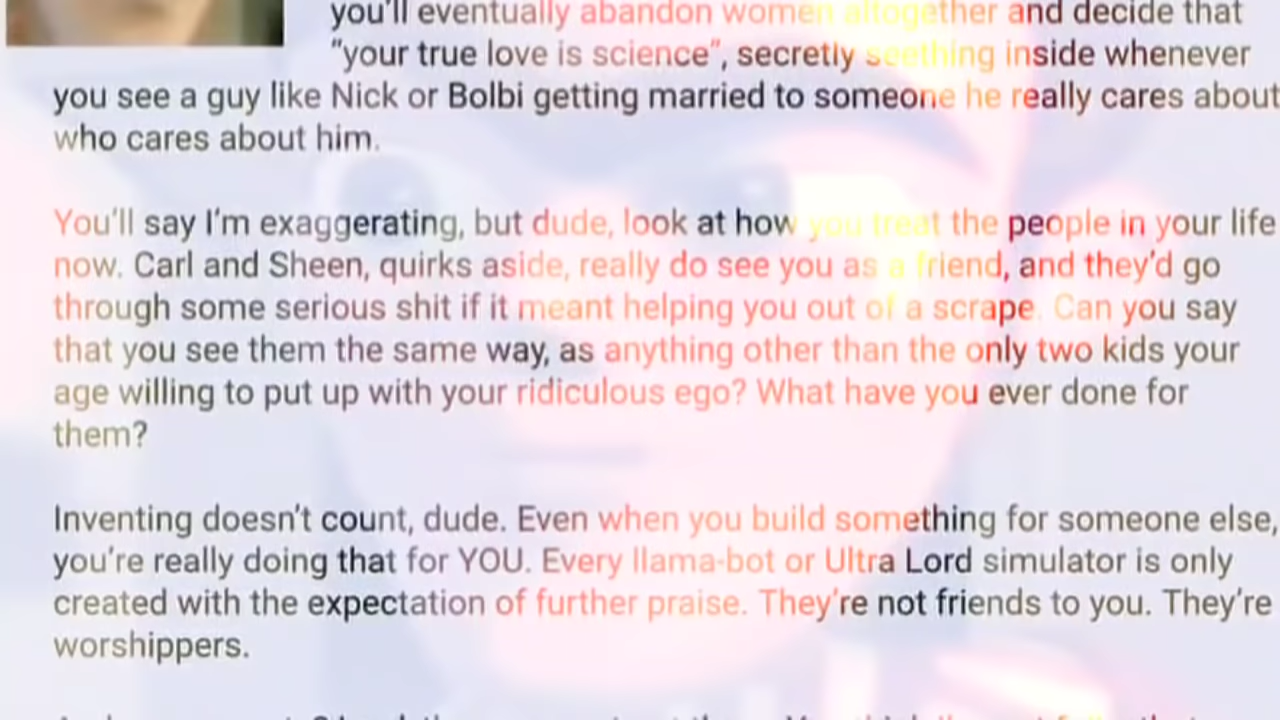 you'll eventually abandon women altogether and decide that
"your true love is science", secretly seething inside whenever
you see a guy like Nick or Bolbi getting married to someone he really cares about
who cares about him.
You'll say I'm exaggerating, but dude, look at how you treat the people in your life
now. Carl and Sheen, quirks aside, really do see you as a friend, and they'd go
through some serious shit if it meant helping you out of a scrape. Can you say
that you see them the same way, as anything other than the only two kids your
age willing to put up with your ridiculous ego? What have you ever done for
them?
Inventing doesn't count, dude. Even when you build something for someone else,
you're really doing that for YOU. Every llama-bot or Ultra Lord simulator is only
created with the expectation of further praise. They're not friends to you. They're
worshippers.